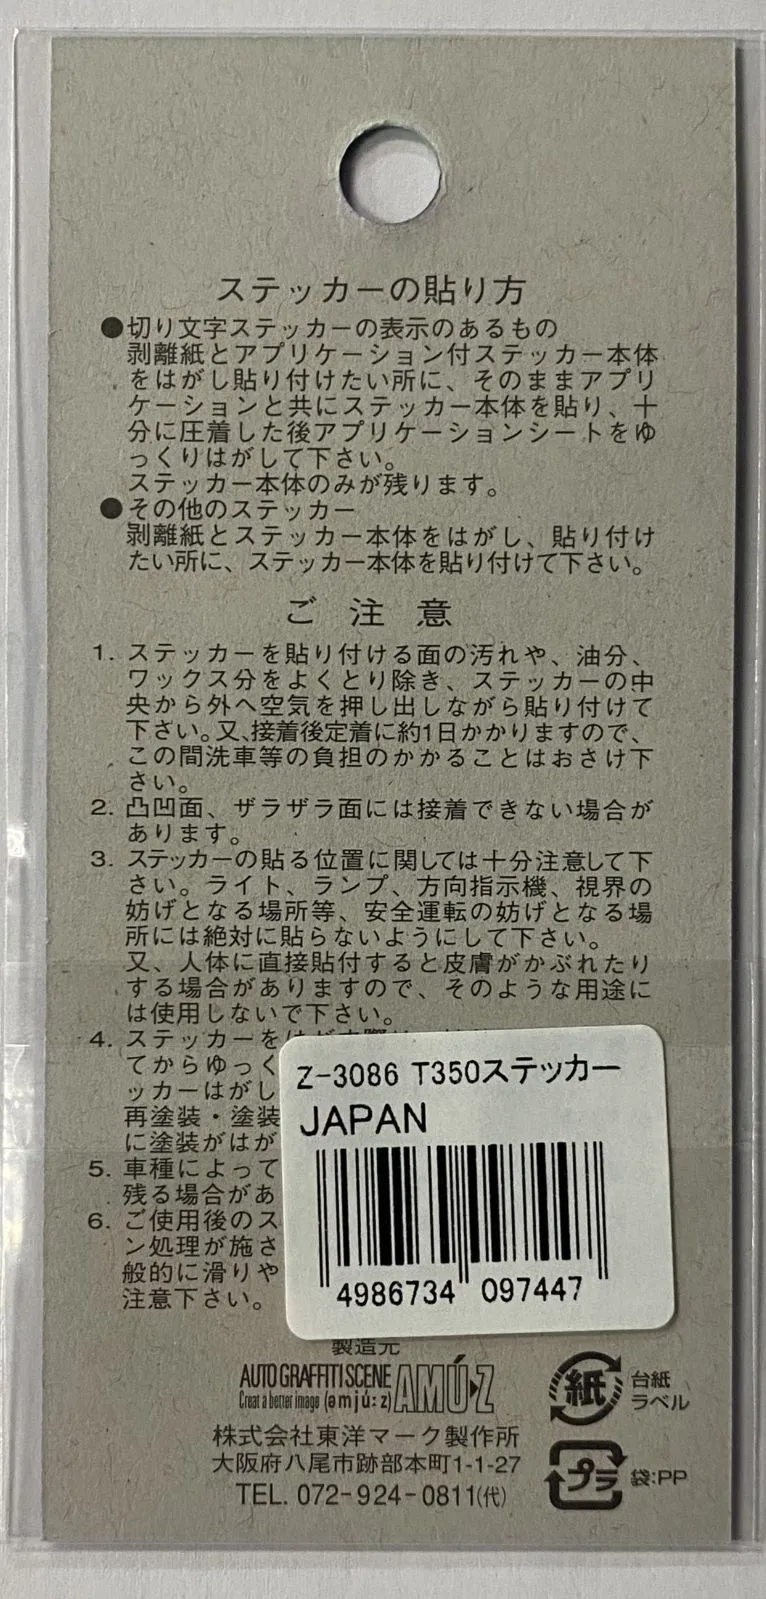 ステッカーの貼り方
●切り文字ステッカーの表示のあるもの
剥離紙とアプリケーション付ステッカー本体
をはがし貼り付けたい所に、そのままアプリ
ケーションと共にステッカー本体を貼り、十
分に圧着した後アプリケーションシートをゆ
っくりはがして下さい。
ステッカー本体のみが残ります。
●その他のステッカー
剥離紙とステッカー本体をはがし、貼り付け
たい所に、ステッカー本体を貼り付けて下さい。
ご 注 意
1. ステッカーを貼り付ける面の汚れや、油分、
ワックス分をよくとり除き、ステッカーの中
央から外へ空気を押し出しながら貼り付けて
下さい。又、接着後定着に約1日かかりますので、
この間洗車等の負担のかかることはおさけ下
さい。
2. 凸凹面、ザラザラ面には接着できない場合が
あります。
3. ステッカーの貼る位置に関しては十分注意して下
さい。ライト、ランプ、方向指示機、視界の
妨げとなる場所等、安全運転の妨げとなる場
所には絶対に貼らないようにして下さい。
又、人体に直接貼付すると皮膚がかぶれたり
する場合がありますので、そのような用途に
は使用しないで下さい。
4. ステッカーをはがす際
てからゆっく
ッカーはがし
再塗装・塗装
に塗装がはが
5. 車種によって
残る場合があ
6. ご使用後のス
ン処理が施さ
般的に滑りや
注意下さい。
Z-3086 T350ステッカー
JAPAN
4986734 097447
製造元
AUTO GRAFFITI SCENE AMÚ·Z
Creat a better image (əmjú:z)
株式会社東洋マーク製作所
大阪府八尾市跡部本町1-1-27
TEL. 072-924-0811(代)
紙 台紙
ラベル
プラ 袋:PP